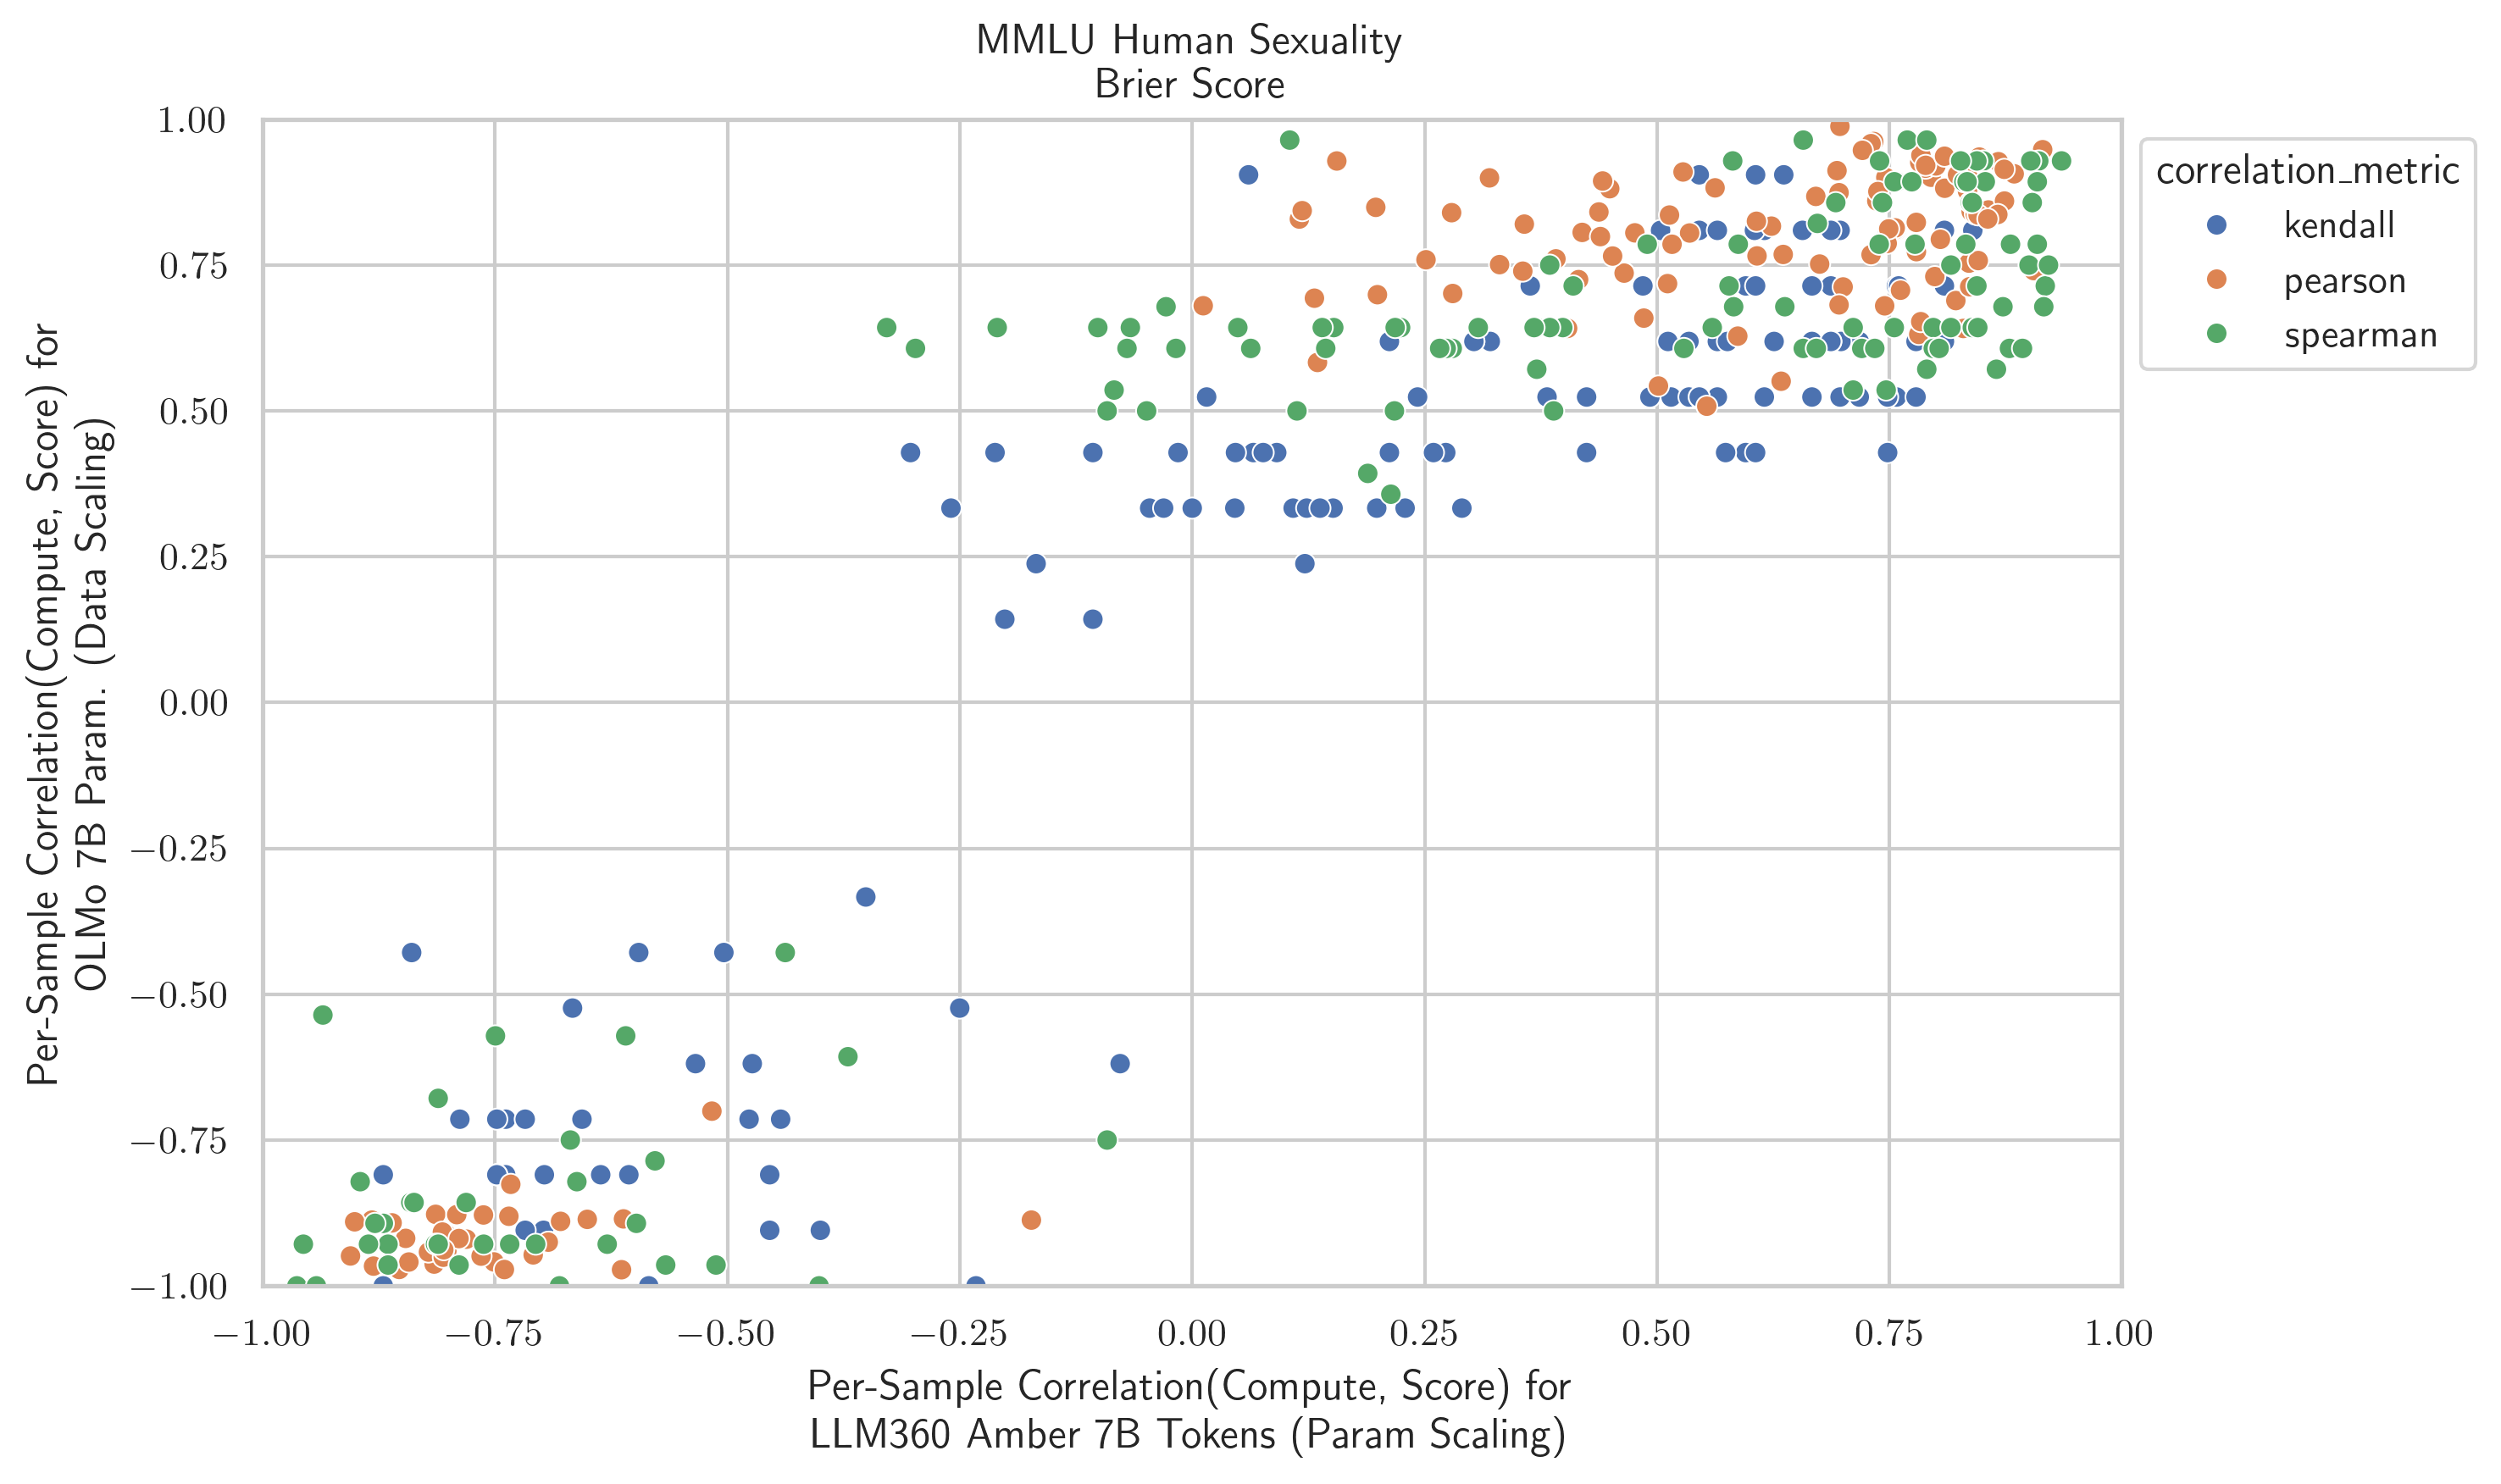 MMLU Human Sexuality
Brier Score
1.00
0.75
0.50
0.25
0.00
−0.25
−0.50
−0.75
−1.00
Per-Sample Correlation(Compute, Score) for
OLMo 7B Param. (Data Scaling)
−1.00
−0.75
−0.50
−0.25
0.00
0.25
0.50
0.75
1.00
Per-Sample Correlation(Compute, Score) for
LLM360 Amber 7B Tokens (Param Scaling)
correlation_metric
kendall
pearson
spearman